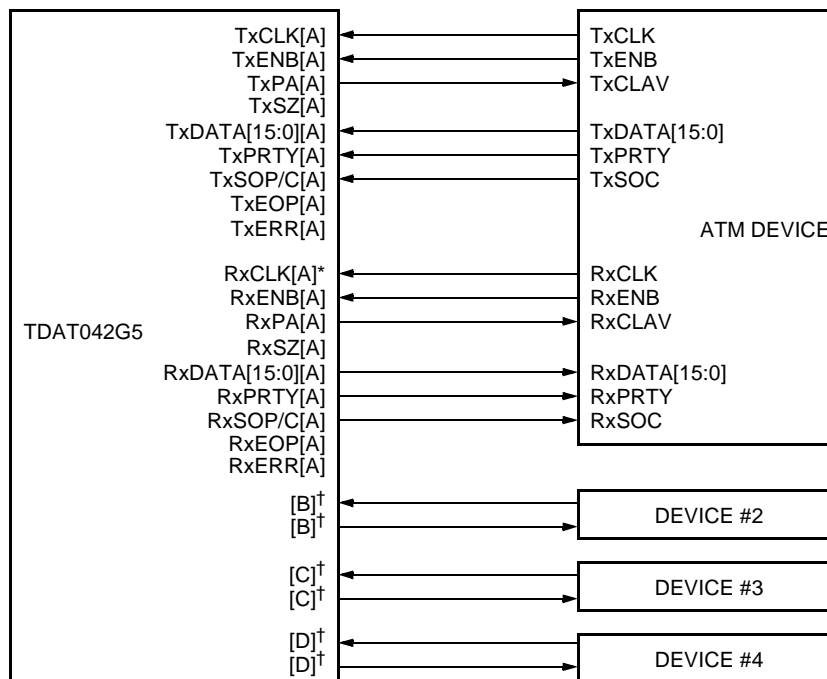 TxCLK[A] TxCLK
TxENB[A] TxENB
TxPA[A] TxCLAV
TxSZ[A]
TxDATA[15:0][A] TxDATA[15:0]
TxPRTY[A] TxPRTY
TxSOP/C[A] TxSOC
TxEOP[A]
TxERR[A] ATM DEVICE
RxCLK[A]* RxCLK
RxENB[A] RxENB
RxPA[A] RxCLAV
TDAT042G5
RxSZ[A]
RxDATA[15:0][A] RxDATA[15:0]
RxPRTY[A] RxPRTY
RxSOP/C[A] RxSOC
RxEOP[A]
RxERR[A]
[B]†
[B]†
DEVICE #2
[C]†
[C]†
DEVICE #3
[D]†
[D]†
DEVICE #4